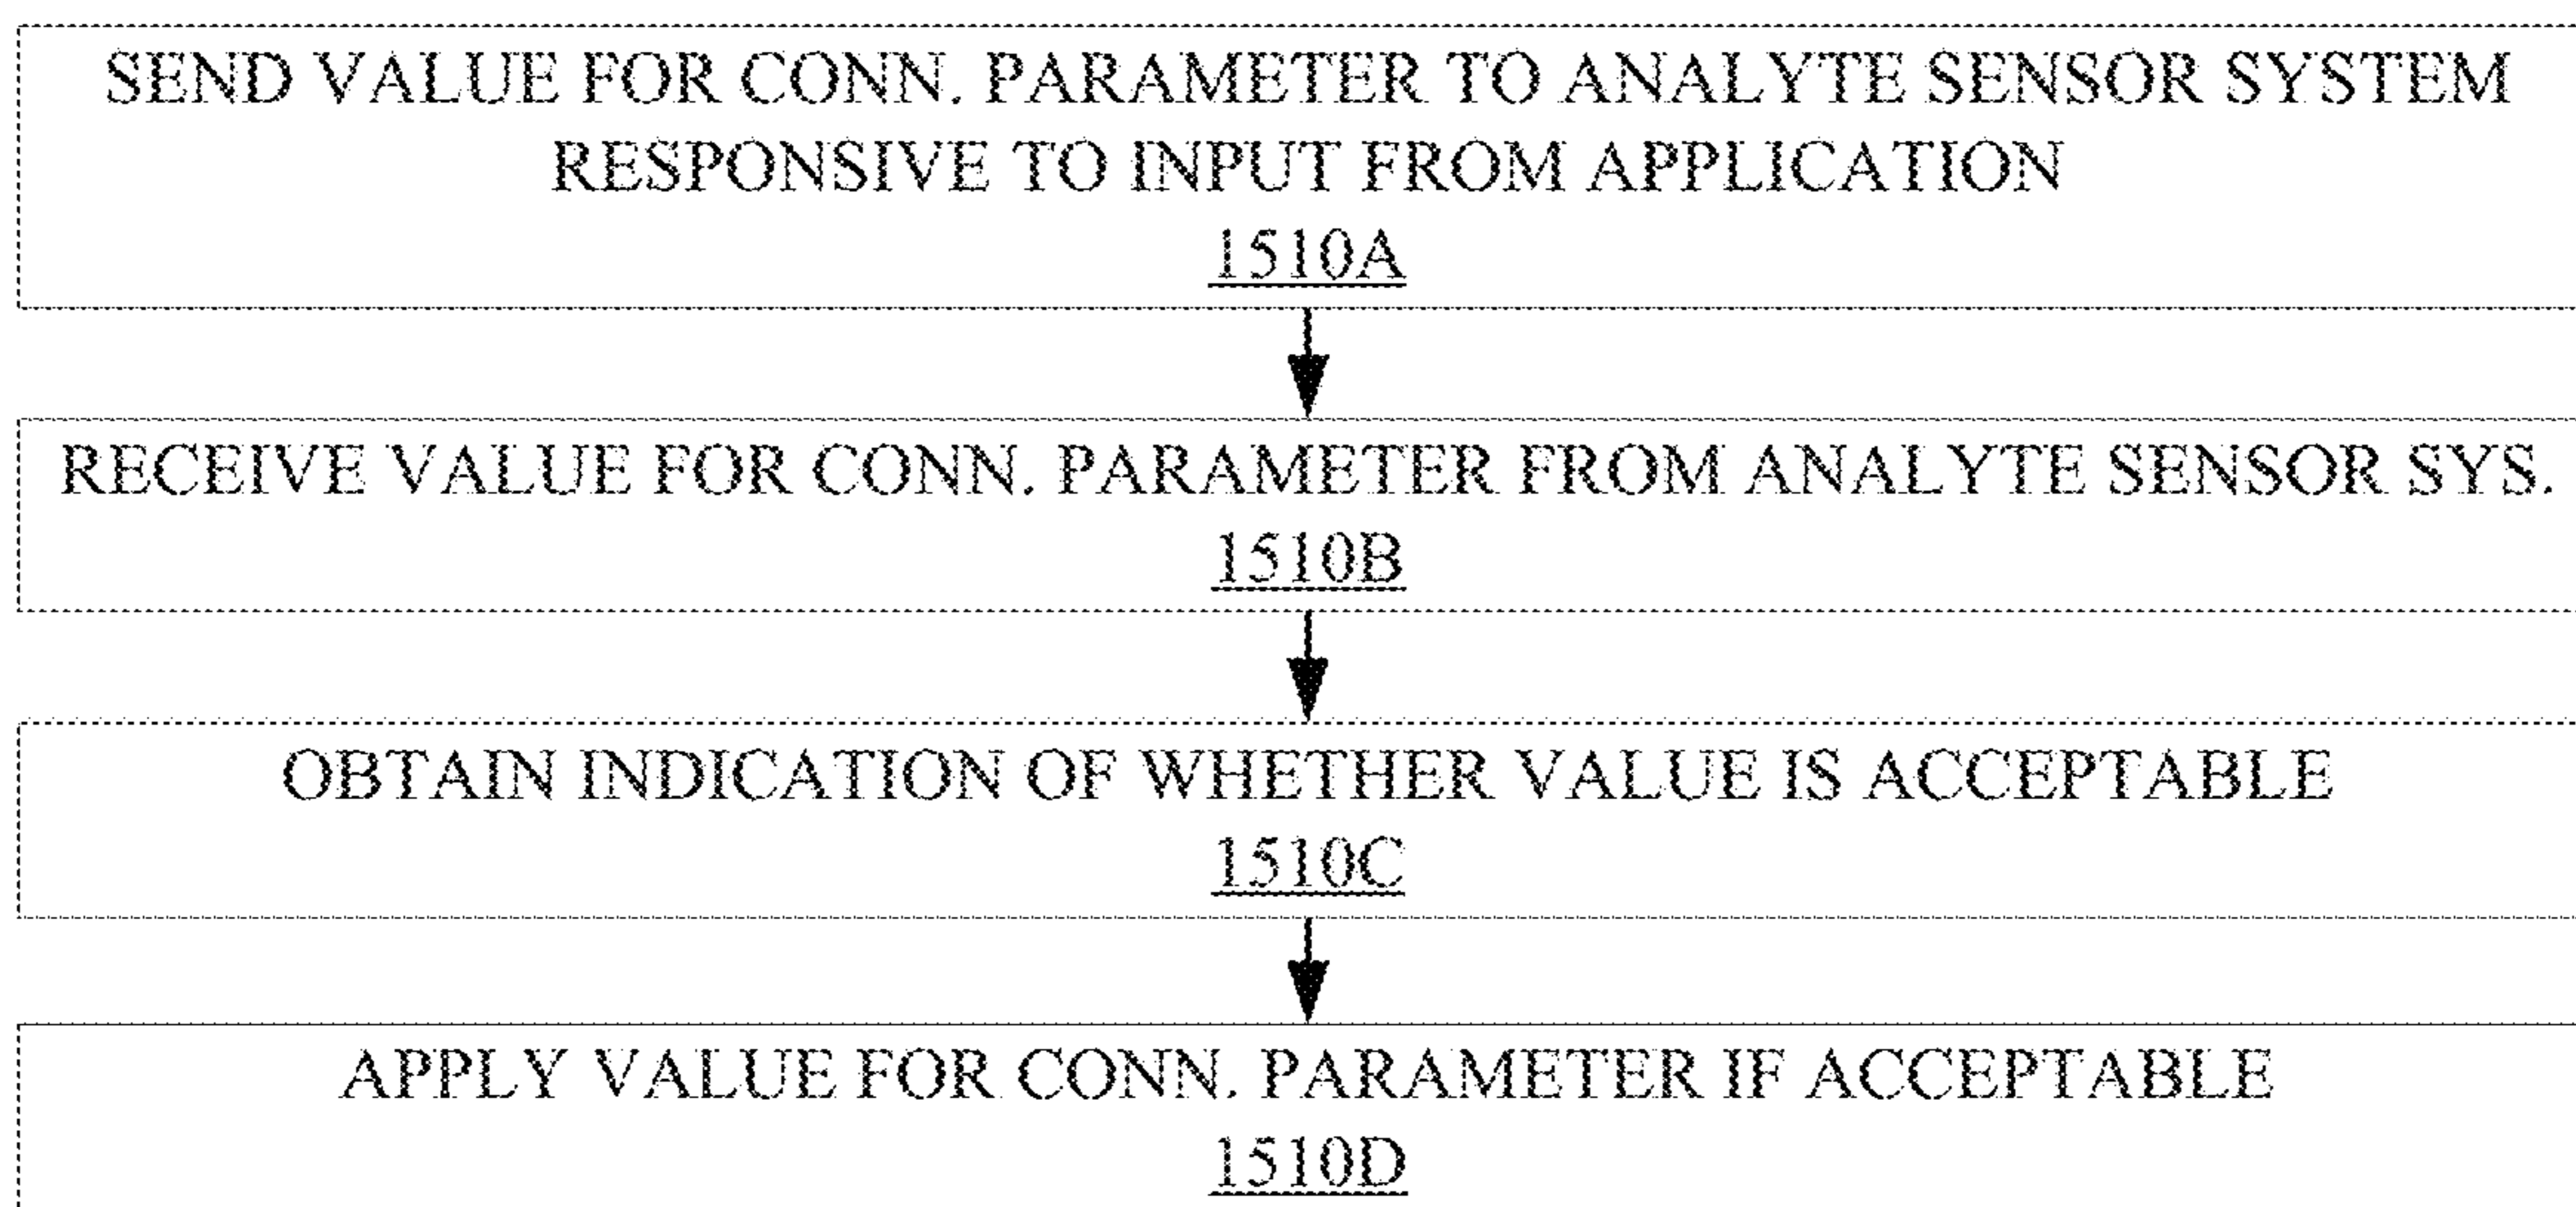 SEND VALUE FOR CONN. PARAMETER TO ANALYTE SENSOR SYSTEM
RESPONSIVE TO INPUT FROM APPLICATION
1510A
RECEIVE VALUE FOR CONN. PARAMETER FROM ANALYTE SENSOR SYS.
1510B
OBTAIN INDICATION OF WHETHER VALUE IS ACCEPTABLE
1510C
APPLY VALUE FOR CONN. PARAMETER IF ACCEPTABLE
1510D